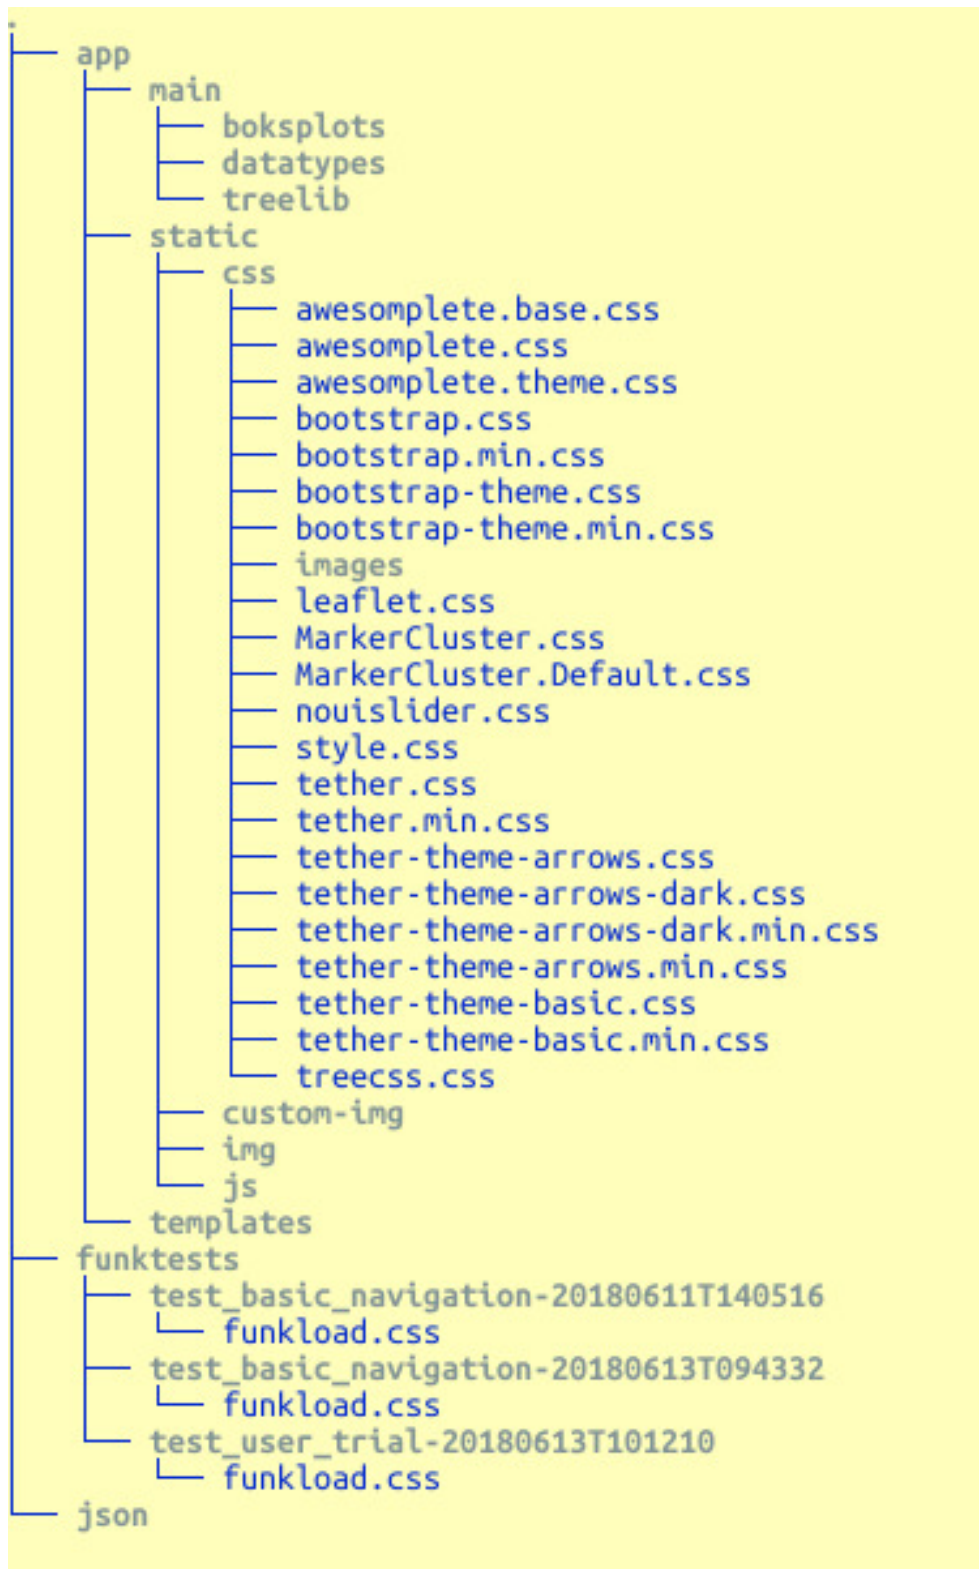 .
app
main
boksplots
datatypes
treelib
static
css
awesomplete.base.css
awesomplete.css
awesomplete.theme.css
bootstrap.css
bootstrap.min.css
bootstrap-theme.css
bootstrap-theme.min.css
images
leaflet.css
MarkerCluster.css
MarkerCluster.Default.css
nouislider.css
style.css
tether.css
tether.min.css
tether-theme-arrows.css
tether-theme-arrows-dark.css
tether-theme-arrows-dark.min.css
tether-theme-arrows.min.css
tether-theme-basic.css
tether-theme-basic.min.css
treecss.css
custom-img
img
js
templates
funktests
test_basic_navigation-20180611T140516
funkload.css
test_basic_navigation-20180613T094332
funkload.css
test_user_trial-20180613T101210
funkload.css
json